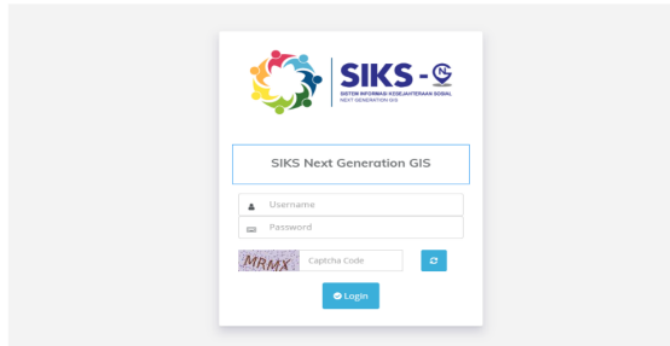 SIKS - NG
SISTEM INFORMASI KESEJAHTERAAN SOSIAL
NEXT GENERATION GIS
SIKS Next Generation GIS
Username
Password
MRMX Captcha Code
Login